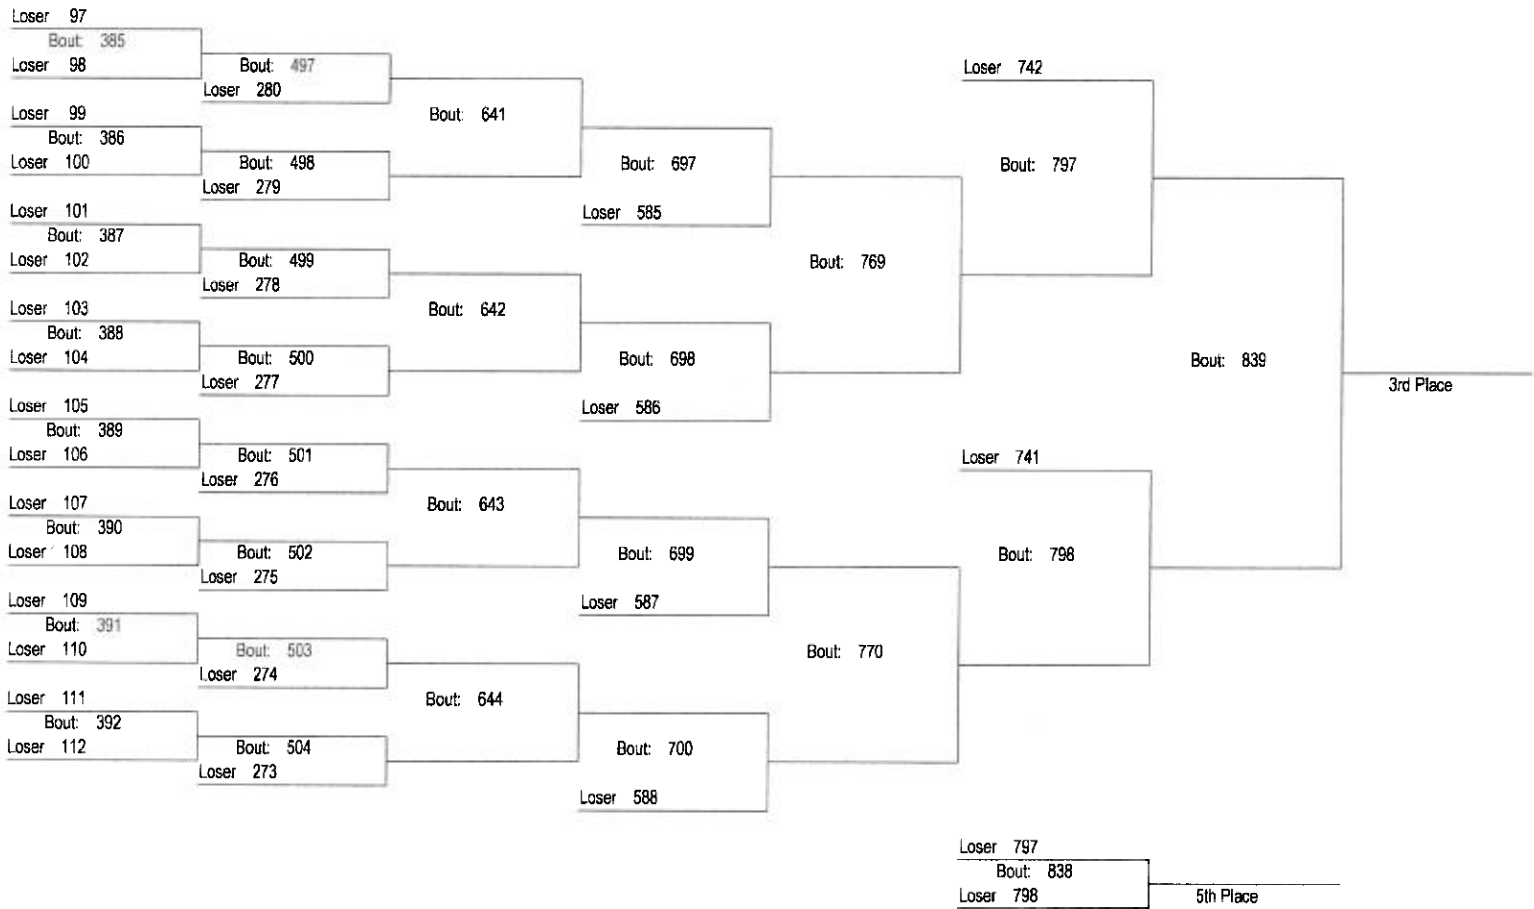 Loser 97
Bout: 385
Loser 98
Bout: 497
Loser 280
Loser 99
Bout: 386
Loser 100
Bout: 498
Loser 279
Loser 101
Bout: 387
Loser 102
Bout: 499
Loser 278
Loser 103
Bout: 388
Loser 104
Bout: 500
Loser 277
Loser 105
Bout: 389
Loser 106
Bout: 501
Loser 276
Loser 107
Bout: 390
Loser 108
Bout: 502
Loser 275
Loser 109
Bout: 391
Loser 110
Bout: 503
Loser 274
Loser 111
Bout: 392
Loser 112
Bout: 504
Loser 273
Bout: 641
Bout: 642
Bout: 643
Bout: 644
Bout: 697
Loser 585
Bout: 698
Loser 586
Bout: 699
Loser 587
Bout: 700
Loser 588
Bout: 769
Bout: 770
Loser 742
Bout: 797
Loser 741
Bout: 798
Bout: 839
3rd Place
Loser 797
Bout: 838
Loser 798
5th Place